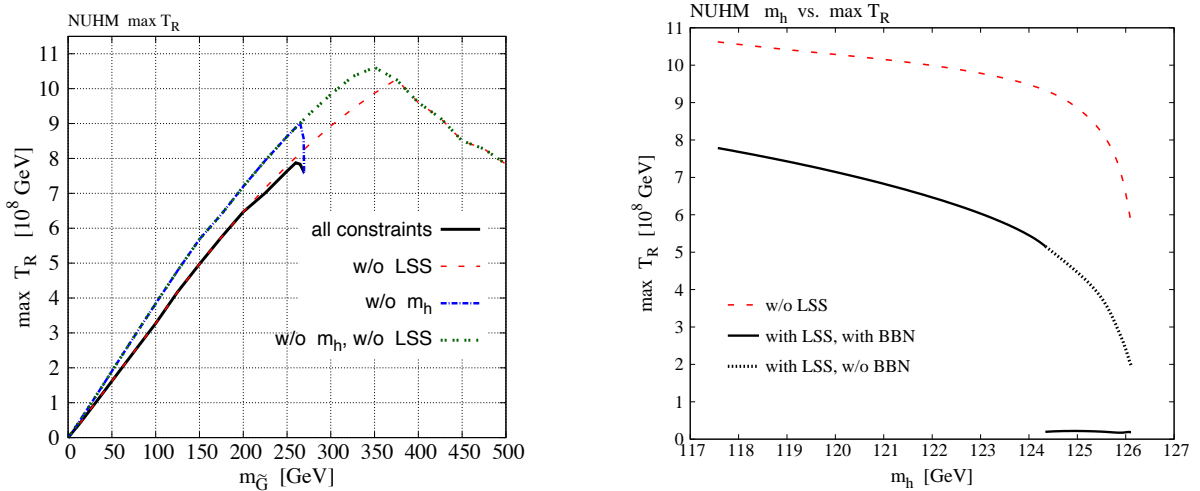 NUHM max T_R
max T_R [10^8 GeV]
11
10
9
8
7
6
5
4
3
2
1
0
all constraints
w/o LSS
w/o m_h
w/o m_h, w/o LSS
0 50 100 150 200 250 300 350 400 450 500
m_G̃ [GeV]
NUHM m_h vs. max T_R
max T_R [10^8 GeV]
11
10
9
8
7
6
5
4
3
2
1
0
w/o LSS
with LSS, with BBN
with LSS, w/o BBN
117 118 119 120 121 122 123 124 125 126 127
m_h [GeV]